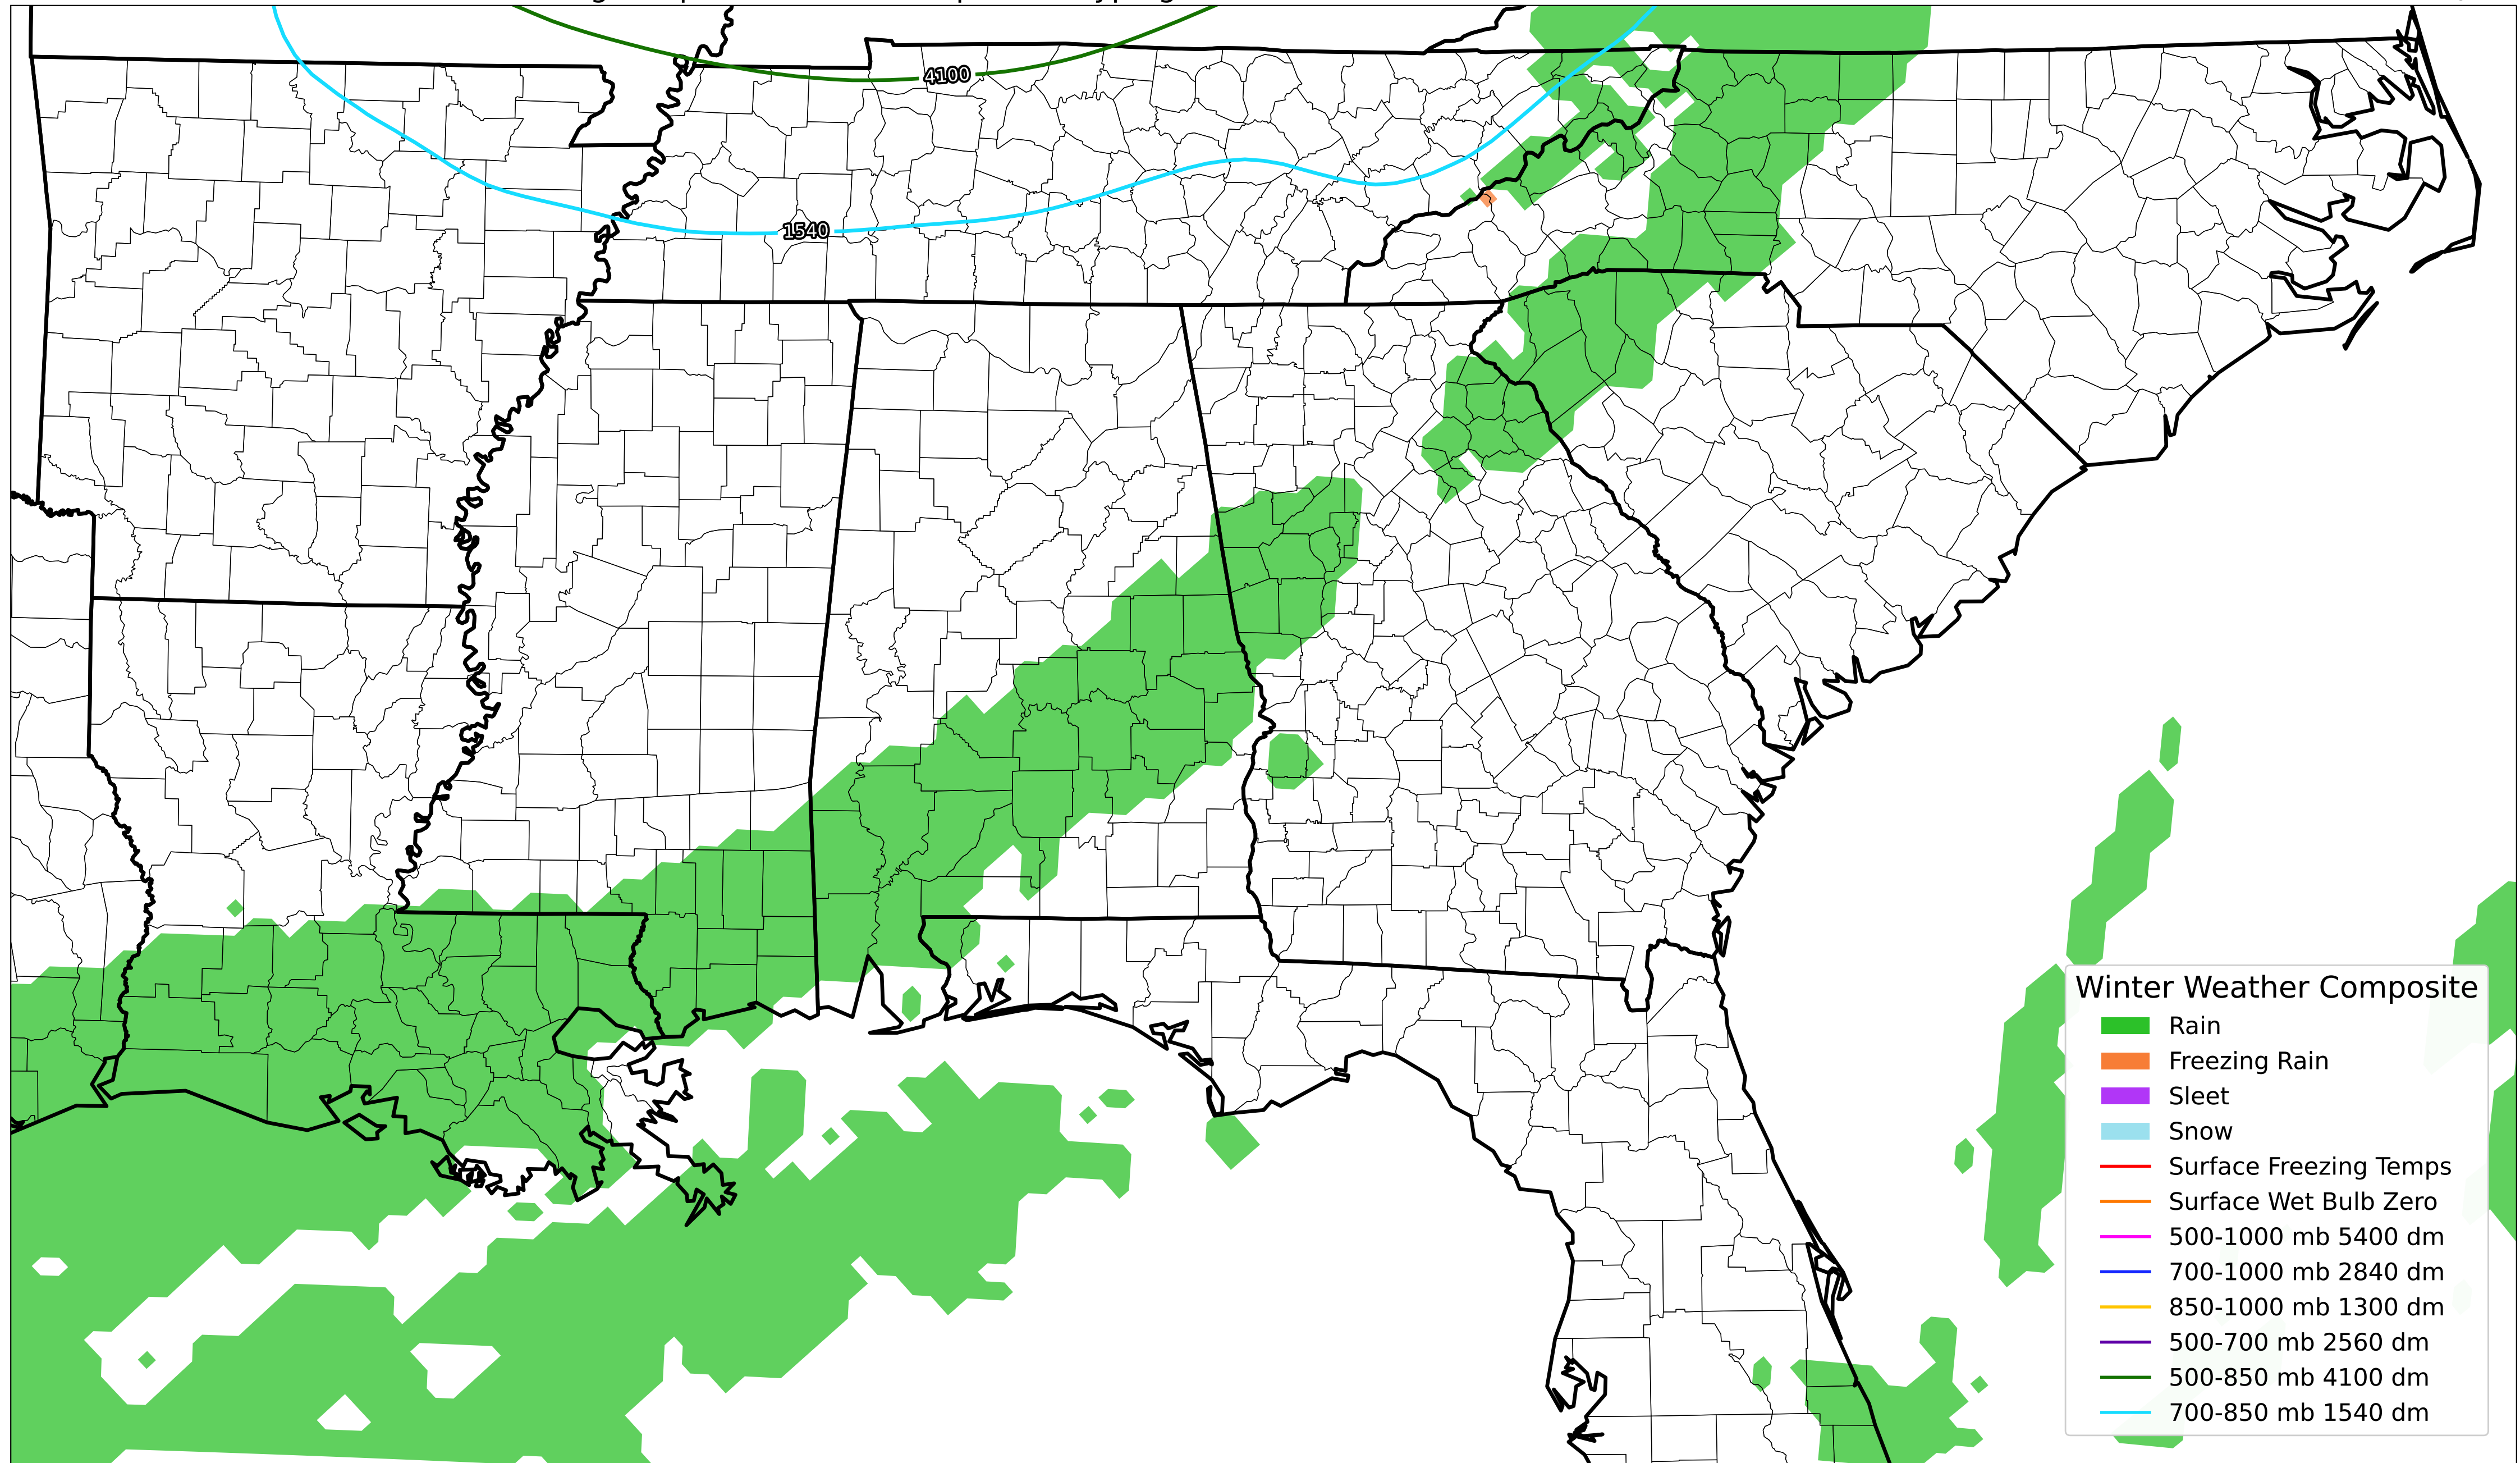 4100
1540
Winter Weather Composite
Rain
Freezing Rain
Sleet
Snow
Surface Freezing Temps
Surface Wet Bulb Zero
500-1000 mb 5400 dm
700-1000 mb 2840 dm
850-1000 mb 1300 dm
500-700 mb 2560 dm
500-850 mb 4100 dm
700-850 mb 1540 dm